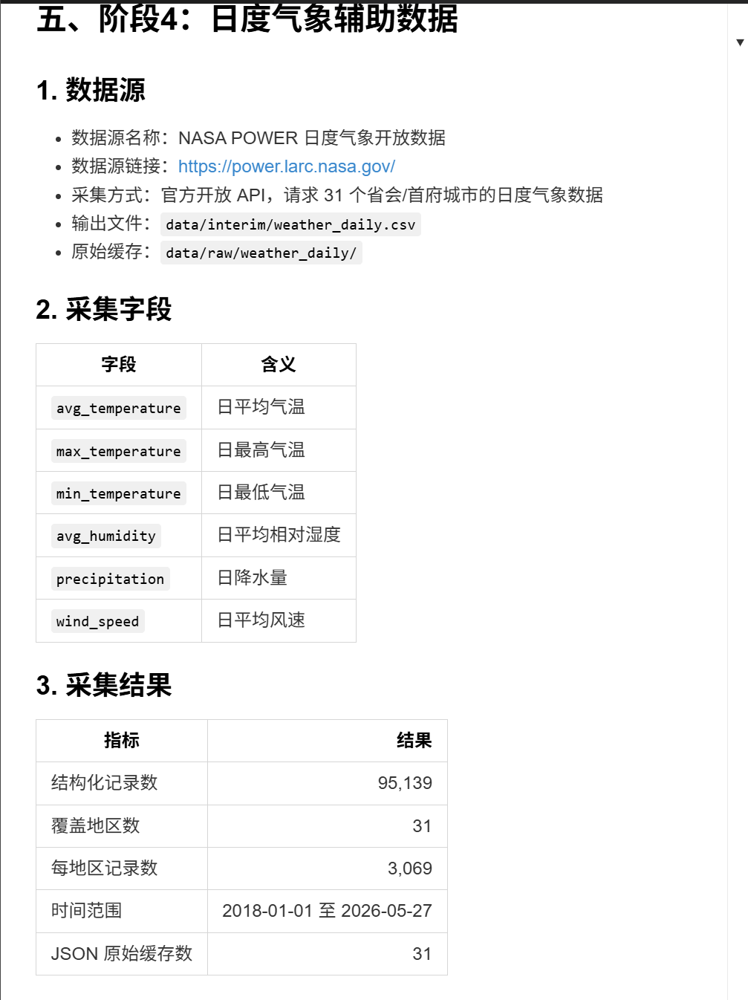 五、阶段4：日度气象辅助数据
1. 数据源
• 数据源名称：NASA POWER 日度气象开放数据
• 数据源链接：https://power.larc.nasa.gov/
• 采集方式：官方开放 API，请求 31 个省会/首府城市的日度气象数据
• 输出文件：data/interim/weather_daily.csv
• 原始缓存：data/raw/weather_daily/
2. 采集字段
字段 含义
avg_temperature 日平均气温
max_temperature 日最高气温
min_temperature 日最低气温
avg_humidity 日平均相对湿度
precipitation 日降水量
wind_speed 日平均风速
3. 采集结果
指标 结果
结构化记录数 95,139
覆盖地区数 31
每地区记录数 3,069
时间范围 2018-01-01 至 2026-05-27
JSON 原始缓存数 31